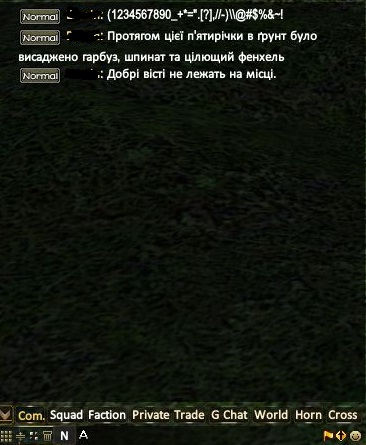 Normal : (1234567890_+*=".[?],//-)\\@#$%&~!
Normal : Протягом цієї п'ятирічки в ґрунт було
висаджено гарбуз, шпинат та цілющий фенхель
Normal : Добрі вісті не лежать на місці.
Com. Squad Faction Private Trade G Chat World Horn Cross
N A